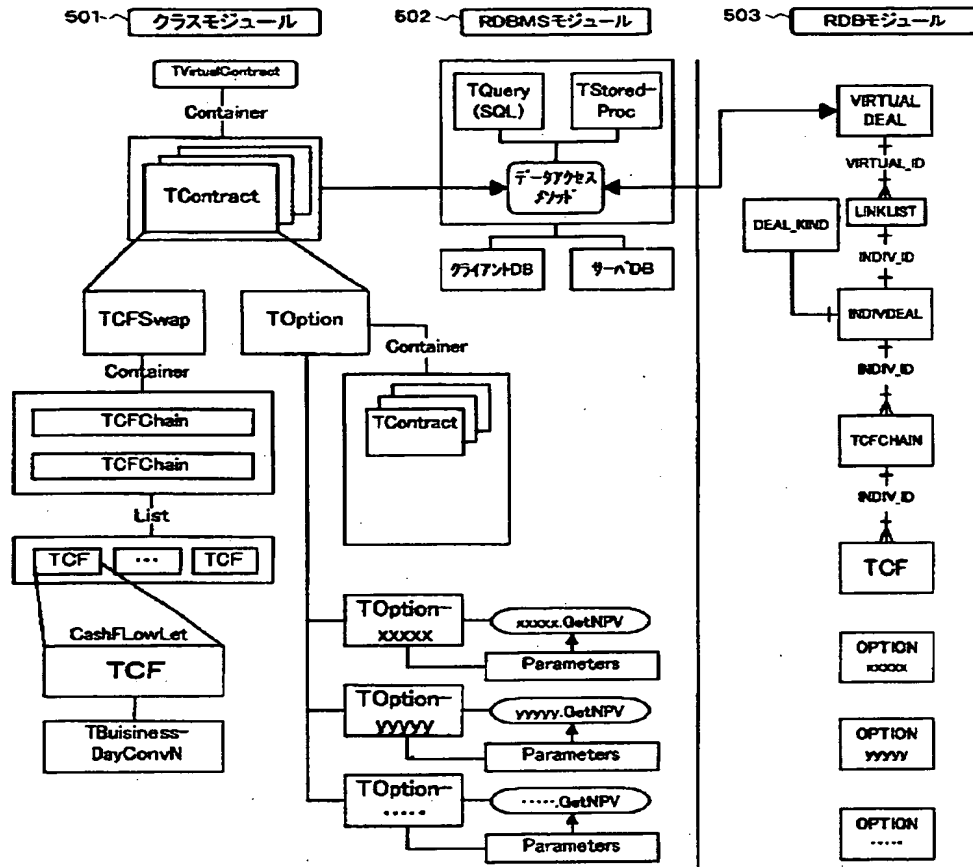 501
クラスモジュール
502
RDBMSモジュール
503
RDBモジュール
TVirtualContract
Container
TContract
TQuery
(SQL)
TStored-
Proc
データアクセス
メソッド
クライアントDB
サーバDB
VIRTUAL
DEAL
VIRTUAL_ID
LINKLIST
DEAL_KIND
INDIV_ID
INDIVDEAL
INDIV_ID
TCFCHAIN
INDIV_ID
TCF
TCFSwap
TOption
Container
Container
TCFChain
TCFChain
TContract
List
TCF
...
TCF
CashFLowLet
TCF
TBuisiness-
DayConvN
TOption-
xxxxx
xxxxx.GetNPV
Parameters
TOption-
yyyyy
yyyyy.GetNPV
Parameters
TOption-
.....
.....GetNPV
Parameters
OPTION
xxxxx
OPTION
yyyyy
OPTION
.....